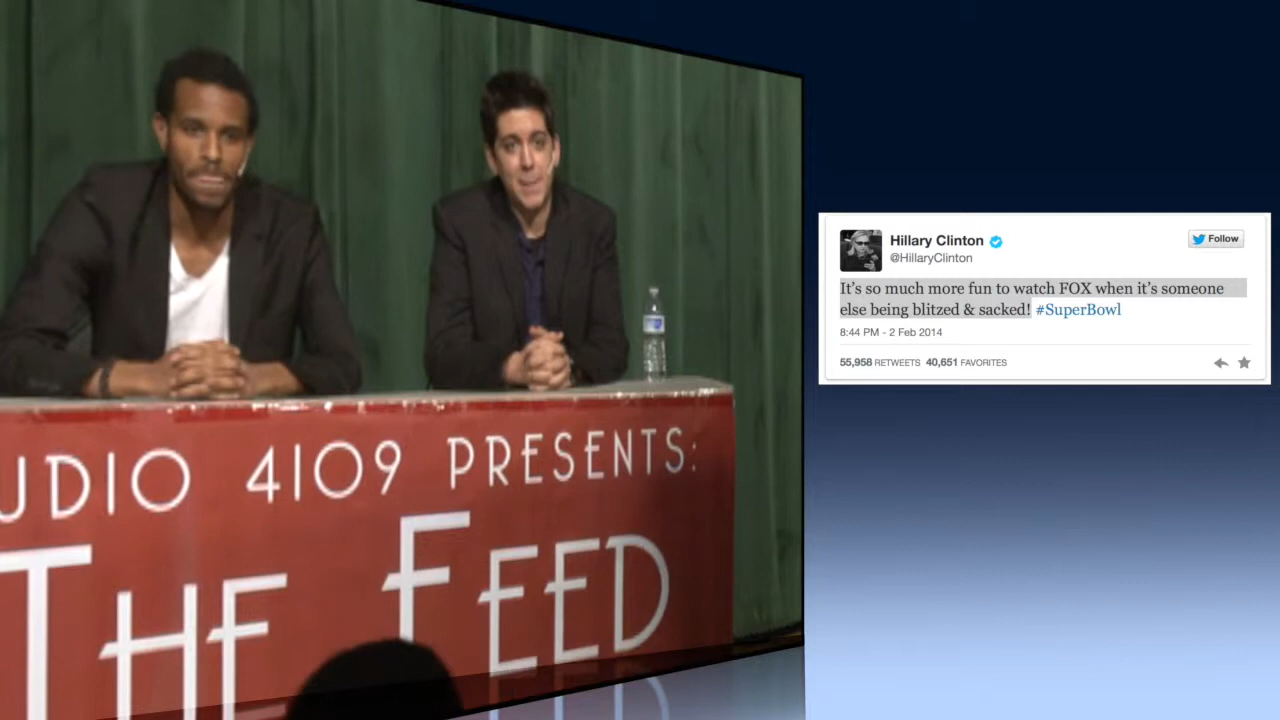 UDIO 4109 PRESENTS:
THE FEED
Hillary Clinton
@HillaryClinton
Follow
It's so much more fun to watch FOX when it's someone
else being blitzed & sacked! #SuperBowl
8:44 PM - 2 Feb 2014
55,958 RETWEETS 40,651 FAVORITES